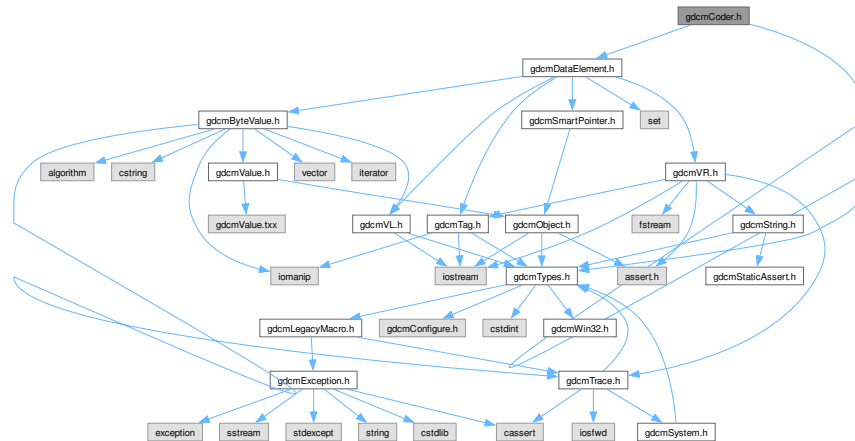 gdcmCoder.h
gdcmDataElement.h
gdcmByteValue.h
gdcmSmartPointer.h
set
algorithm
cstring
gdcmValue.h
vector
iterator
gdcmVR.h
gdcmValue.txx
gdcmVL.h
gdcmTag.h
gdcmObject.h
fstream
gdcmString.h
iomanip
iostream
gdcmTypes.h
assert.h
gdcmStaticAssert.h
gdcmLegacyMacro.h
gdcmConfigure.h
cstdint
gdcmWin32.h
gdcmException.h
gdcmTrace.h
exception
sstream
stdexcept
string
cstdlib
cassert
iosfwd
gdcmSystem.h